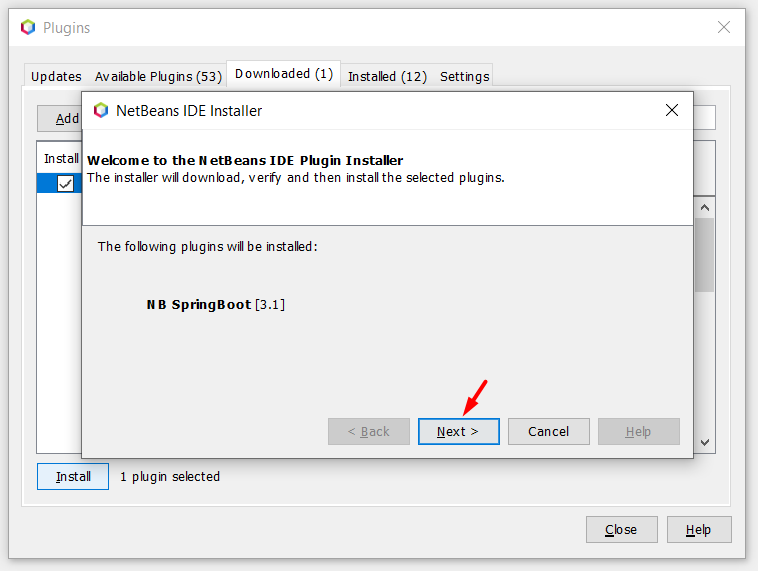 Plugins
Updates Available Plugins (53) Downloaded (1) Installed (12) Settings
Add
NetBeans IDE Installer
Install
Welcome to the NetBeans IDE Plugin Installer
The installer will download, verify and then install the selected plugins.
The following plugins will be installed:
NB SpringBoot [3.1]
< Back Next > Cancel Help
Install 1 plugin selected
Close Help